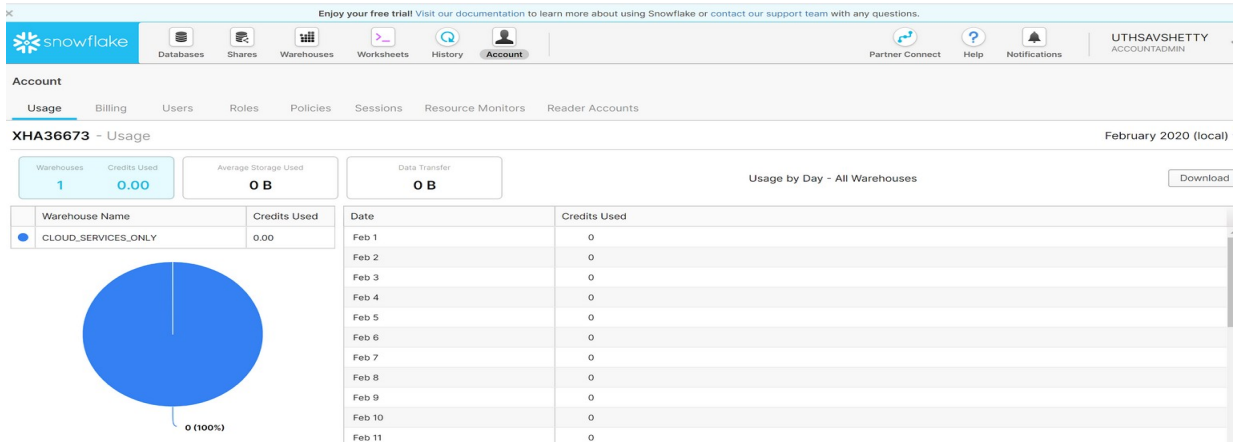 Enjoy your free trial! Visit our documentation to learn more about using Snowflake or contact our support team with any questions.
snowflake
Databases Shares Warehouses Worksheets History Account
Partner Connect Help Notifications
UTHSAVSHETTY
ACCOUNTADMIN
Account
Usage Billing Users Roles Policies Sessions Resource Monitors Reader Accounts
XHA36673 - Usage
February 2020 (local)
Warehouses Credits Used
1 0.00
Average Storage Used
0 B
Data Transfer
0 B
Usage by Day - All Warehouses
Download
Warehouse Name Credits Used
CLOUD_SERVICES_ONLY 0.00
0 (100%)
Date Credits Used
Feb 1 0
Feb 2 0
Feb 3 0
Feb 4 0
Feb 5 0
Feb 6 0
Feb 7 0
Feb 8 0
Feb 9 0
Feb 10 0
Feb 11 0